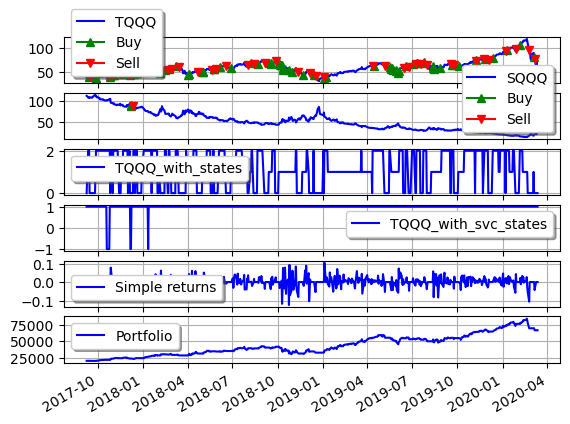 TQQQ
Buy
Sell
100
50
SQQQ
Buy
Sell
100
50
2
TQQQ_with_states
0
1
0
TQQQ_with_svc_states
−1
0.1
0.0
Simple returns
−0.1
75000
Portfolio
50000
25000
2017-10
2018-01
2018-04
2018-07
2018-10
2019-01
2019-04
2019-07
2019-10
2020-01
2020-04